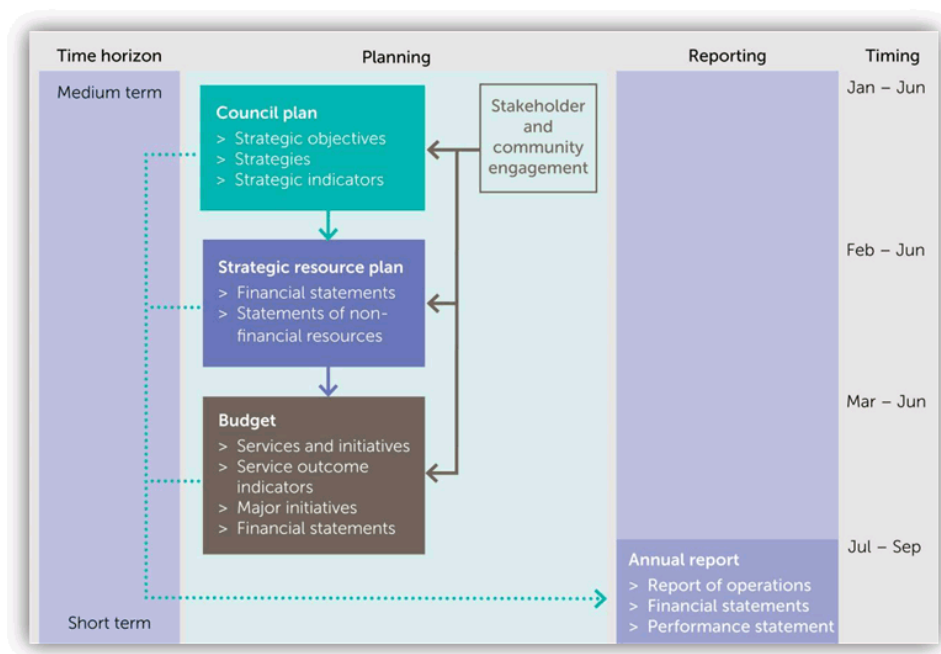 Time horizon
Planning
Reporting
Timing
Medium term
Jan – Jun
Council plan
> Strategic objectives
> Strategies
> Strategic indicators
Stakeholder
and
community
engagement
Feb – Jun
Strategic resource plan
> Financial statements
> Statements of non-
financial resources
Mar – Jun
Budget
> Services and initiatives
> Service outcome
indicators
> Major initiatives
> Financial statements
Jul – Sep
Annual report
> Report of operations
> Financial statements
> Performance statement
Short term